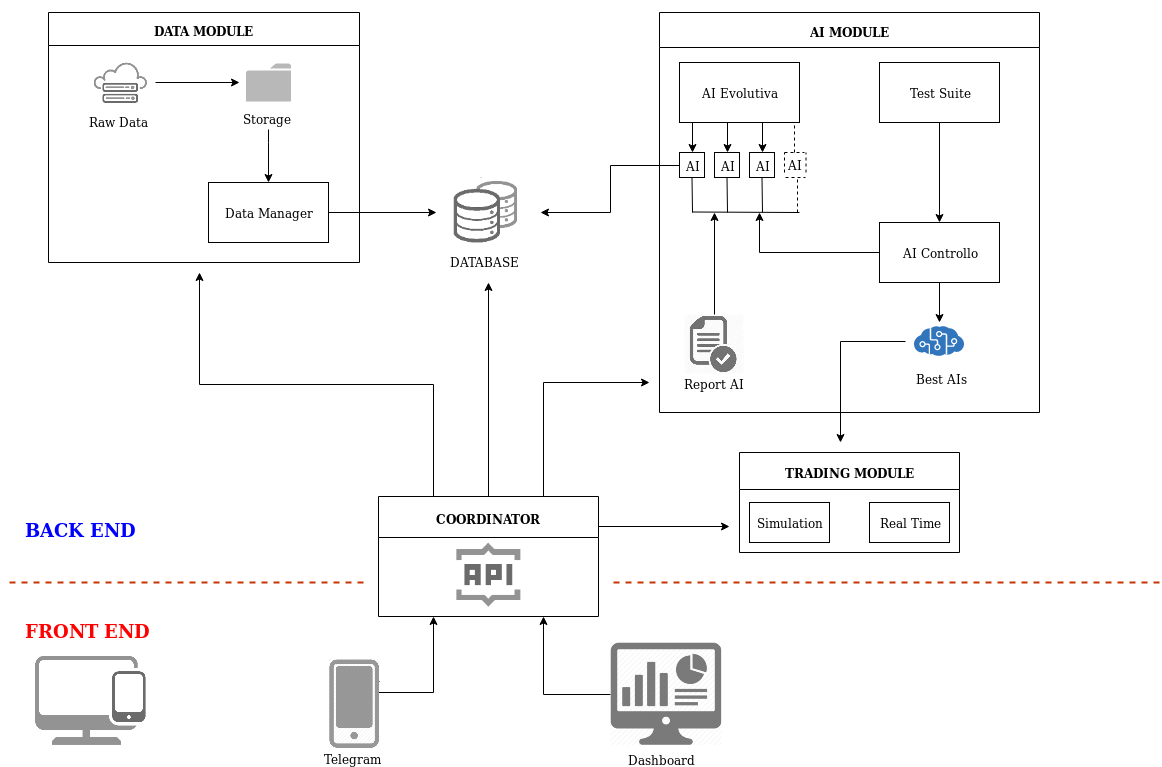 DATA MODULE
Raw Data
Storage
Data Manager
DATABASE
AI MODULE
AI Evolutiva
Test Suite
AI
AI
AI
AI
AI Controllo
Report AI
Best AIs
TRADING MODULE
Simulation
Real Time
COORDINATOR
API
BACK END
FRONT END
Telegram
Dashboard